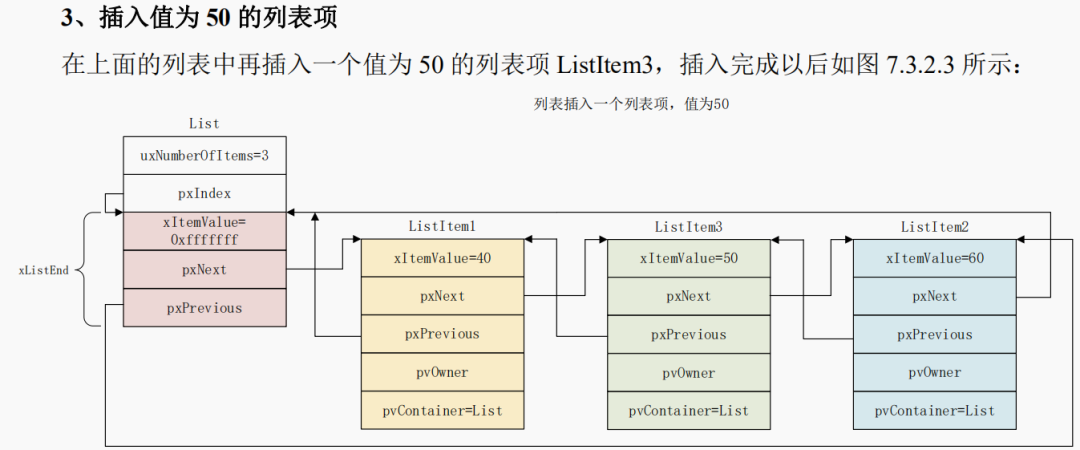 3、插入值为 50 的列表项
在上面的列表中再插入一个值为 50 的列表项 ListItem3，插入完成以后如图 7.3.2.3 所示：
列表插入一个列表项，值为50
List
uxNumberOfItems=3
pxIndex
xItemValue=
0xfffffff
pxNext
pxPrevious
xListEnd
ListItem1
xItemValue=40
pxNext
pxPrevious
pvOwner
pvContainer=List
ListItem3
xItemValue=50
pxNext
pxPrevious
pvOwner
pvContainer=List
ListItem2
xItemValue=60
pxNext
pxPrevious
pvOwner
pvContainer=List